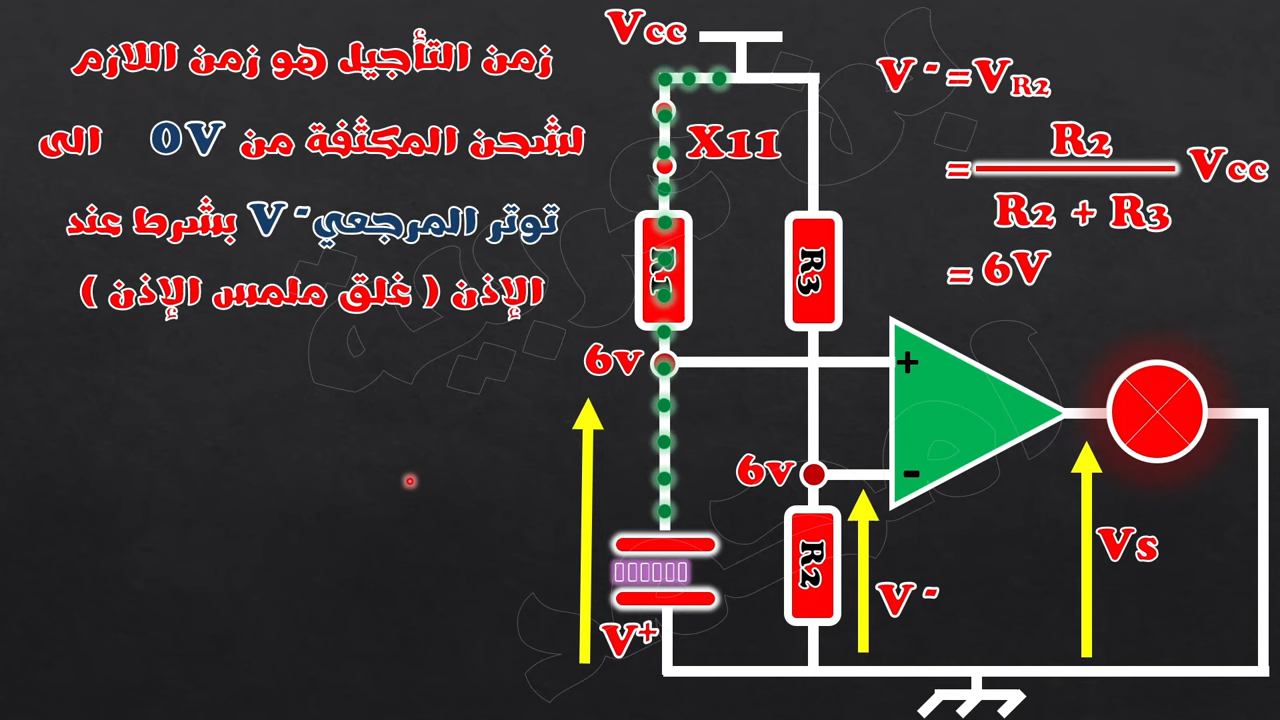 زمن التأجيل هو زمن اللازم
لشحن المكثفة من 0V الى
توتر المرجعي V⁻ بشرط عند
الإذن ( غلق ملمس الإذن )
Vcc
X11
R1
R3
6v
6v
R2
V⁺
V⁻
Vs
+
-
V⁻=VR2
= R2 Vcc
R2 + R3
= 6V